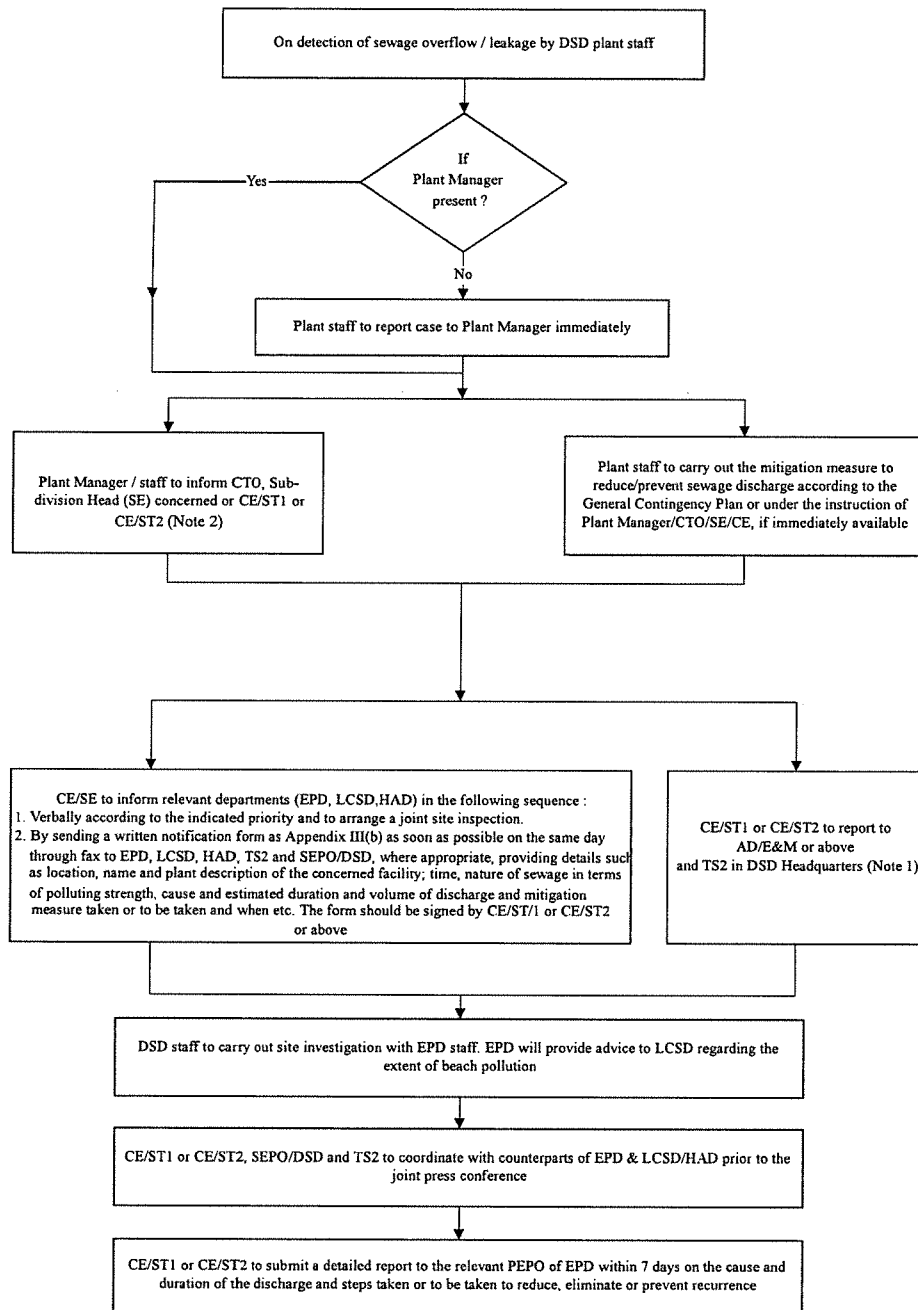 On detection of sewage overflow / leakage by DSD plant staff
If
Plant Manager
present ?
Yes
No
Plant staff to report case to Plant Manager immediately
Plant Manager / staff to inform CTO, Sub-
division Head (SE) concerned or CE/ST1 or
CE/ST2 (Note 2)
Plant staff to carry out the mitigation measure to
reduce/prevent sewage discharge according to the
General Contingency Plan or under the instruction of
Plant Manager/CTO/SE/CE, if immediately available
CE/SE to inform relevant departments (EPD, LCSD,HAD) in the following sequence :
1. Verbally according to the indicated priority and to arrange a joint site inspection.
2. By sending a written notification form as Appendix III(b) as soon as possible on the same day
through fax to EPD, LCSD, HAD, TS2 and SEPO/DSD, where appropriate, providing details such
as location, name and plant description of the concerned facility; time, nature of sewage in terms
of polluting strength, cause and estimated duration and volume of discharge and mitigation
measure taken or to be taken and when etc. The form should be signed by CE/ST/1 or CE/ST2
or above
CE/ST1 or CE/ST2 to report to
AD/E&M or above
and TS2 in DSD Headquarters (Note 1)
DSD staff to carry out site investigation with EPD staff. EPD will provide advice to LCSD regarding the
extent of beach pollution
CE/ST1 or CE/ST2, SEPO/DSD and TS2 to coordinate with counterparts of EPD & LCSD/HAD prior to the
joint press conference
CE/ST1 or CE/ST2 to submit a detailed report to the relevant PEPO of EPD within 7 days on the cause and
duration of the discharge and steps taken or to be taken to reduce, eliminate or prevent recurrence